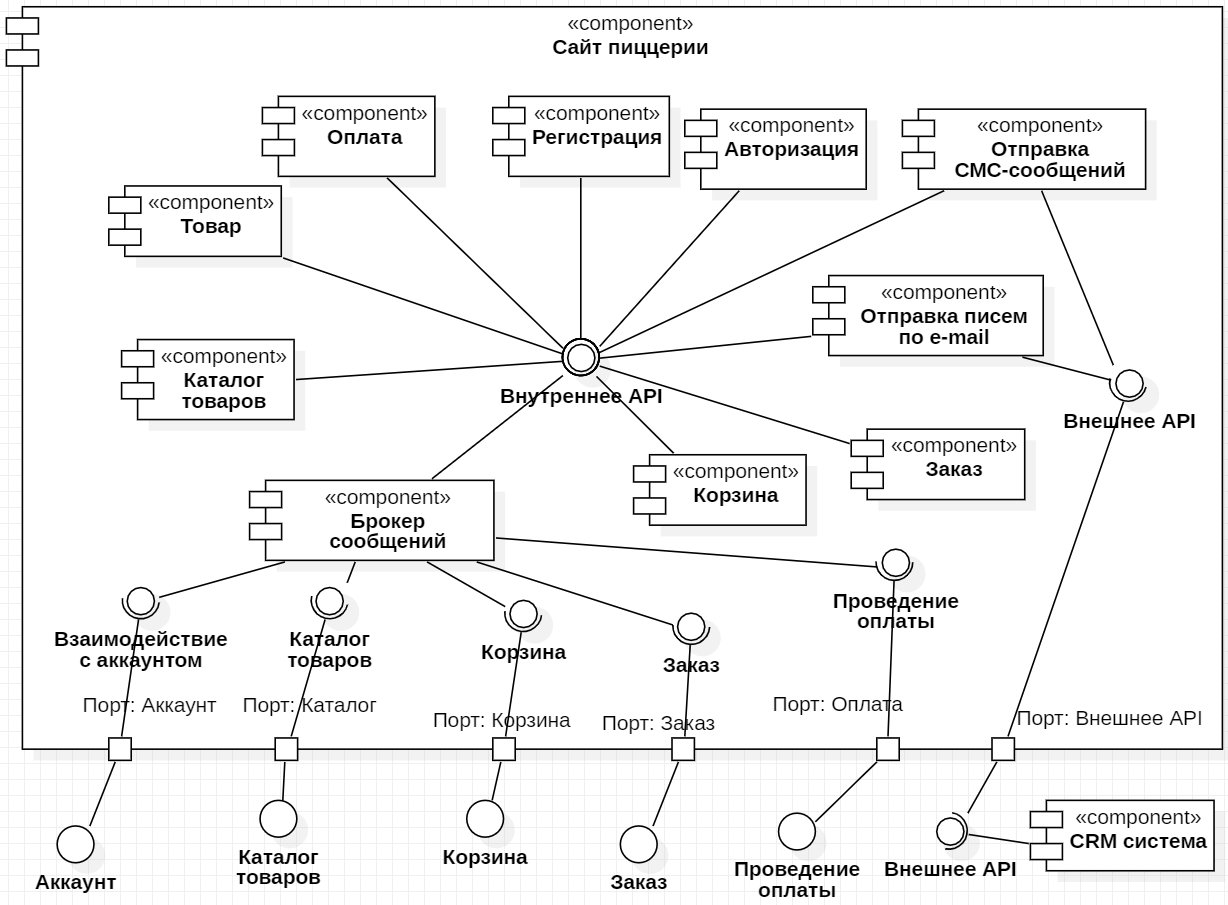 «component»
Сайт пиццерии
«component»
Оплата
«component»
Регистрация
«component»
Авторизация
«component»
Отправка
СМС-сообщений
«component»
Товар
«component»
Отправка писем
по e-mail
«component»
Каталог
товаров
Внутреннее API
Внешнее API
«component»
Заказ
«component»
Корзина
«component»
Брокер
сообщений
Проведение
оплаты
Взаимодействие
с аккаунтом
Каталог
товаров
Корзина
Заказ
Порт: Аккаунт
Порт: Каталог
Порт: Корзина
Порт: Заказ
Порт: Оплата
Порт: Внешнее API
«component»
CRM система
Аккаунт
Каталог
товаров
Корзина
Заказ
Проведение
оплаты
Внешнее API